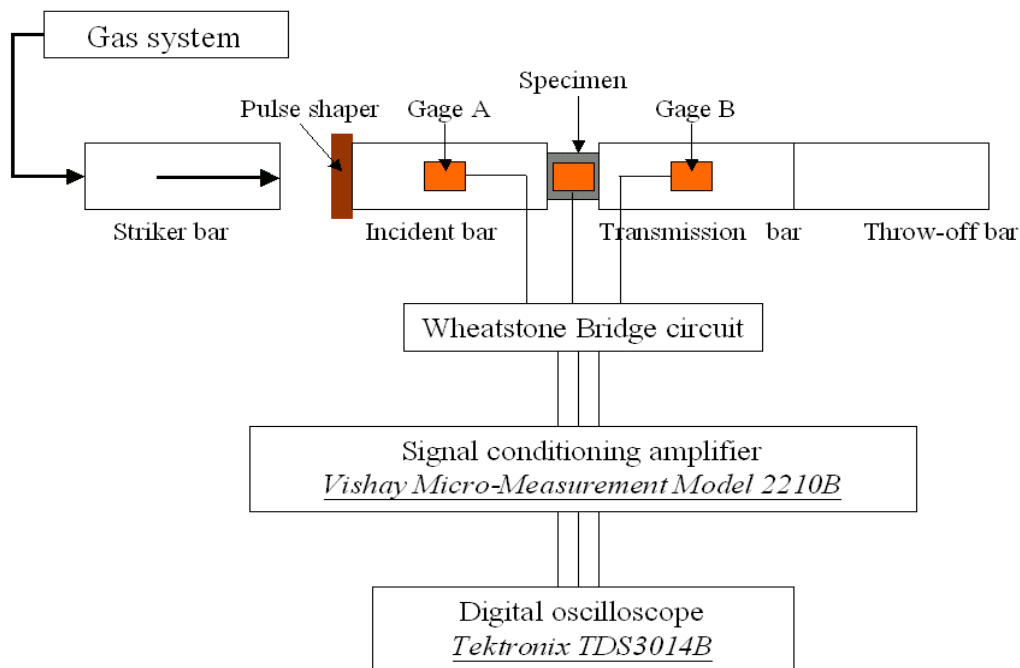 Gas system
Specimen
Pulse shaper
Gage A
Gage B
Striker bar
Incident bar
Transmission bar
Throw-off bar
Wheatstone Bridge circuit
Signal conditioning amplifier
Vishay Micro-Measurement Model 2210B
Digital oscilloscope
Tektronix TDS3014B